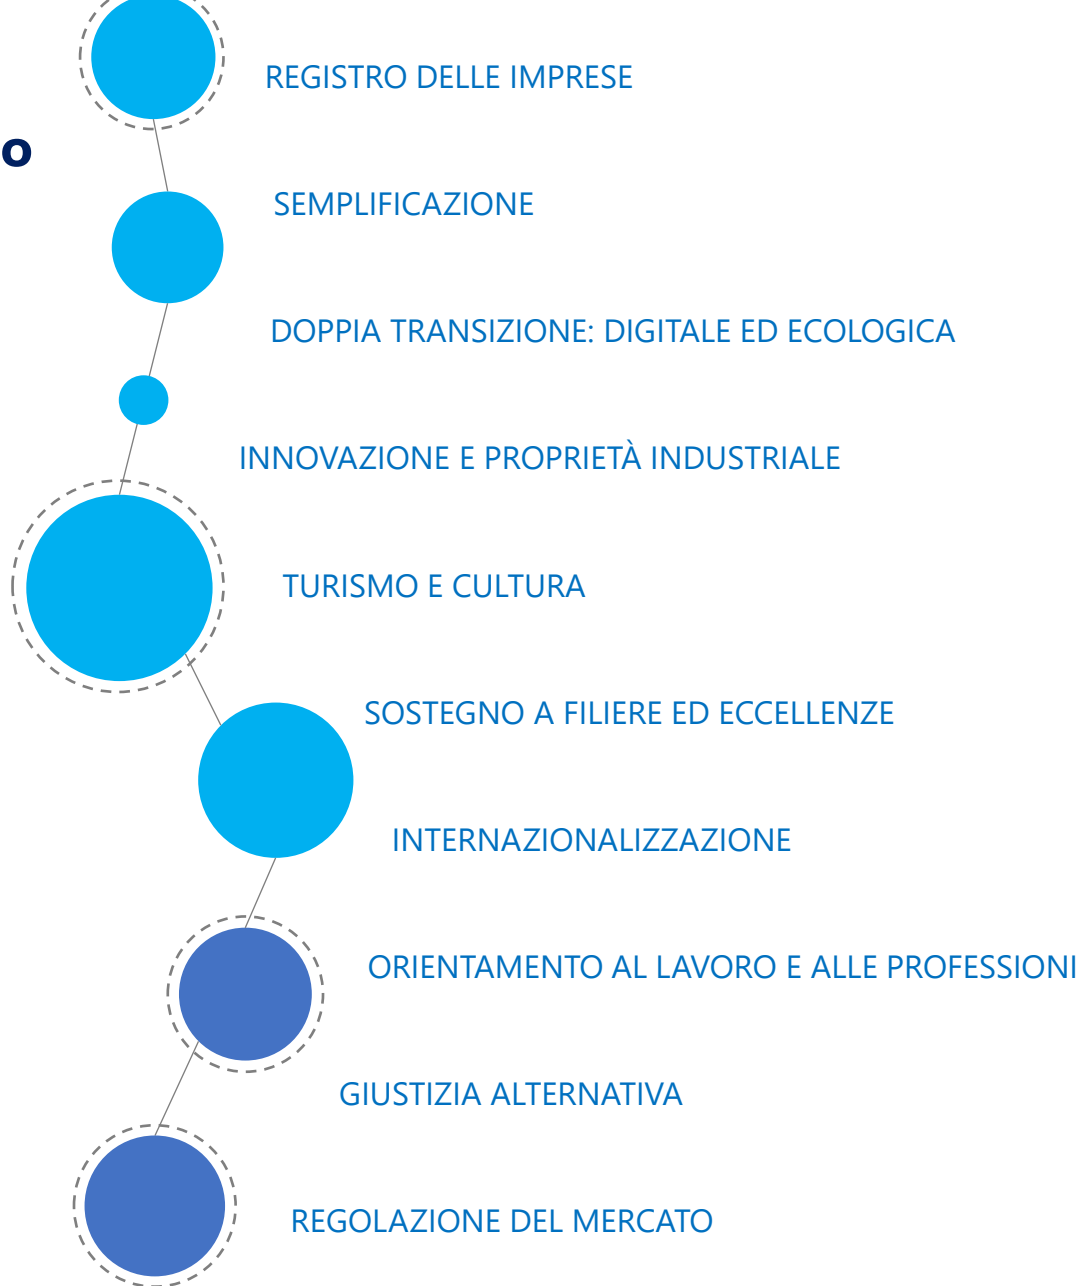 REGISTRO DELLE IMPRESE
o
SEMPLIFICAZIONE
DOPPIA TRANSIZIONE: DIGITALE ED ECOLOGICA
INNOVAZIONE E PROPRIETÀ INDUSTRIALE
TURISMO E CULTURA
SOSTEGNO A FILIERE ED ECCELLENZE
INTERNAZIONALIZZAZIONE
ORIENTAMENTO AL LAVORO E ALLE PROFESSIONI
GIUSTIZIA ALTERNATIVA
REGOLAZIONE DEL MERCATO